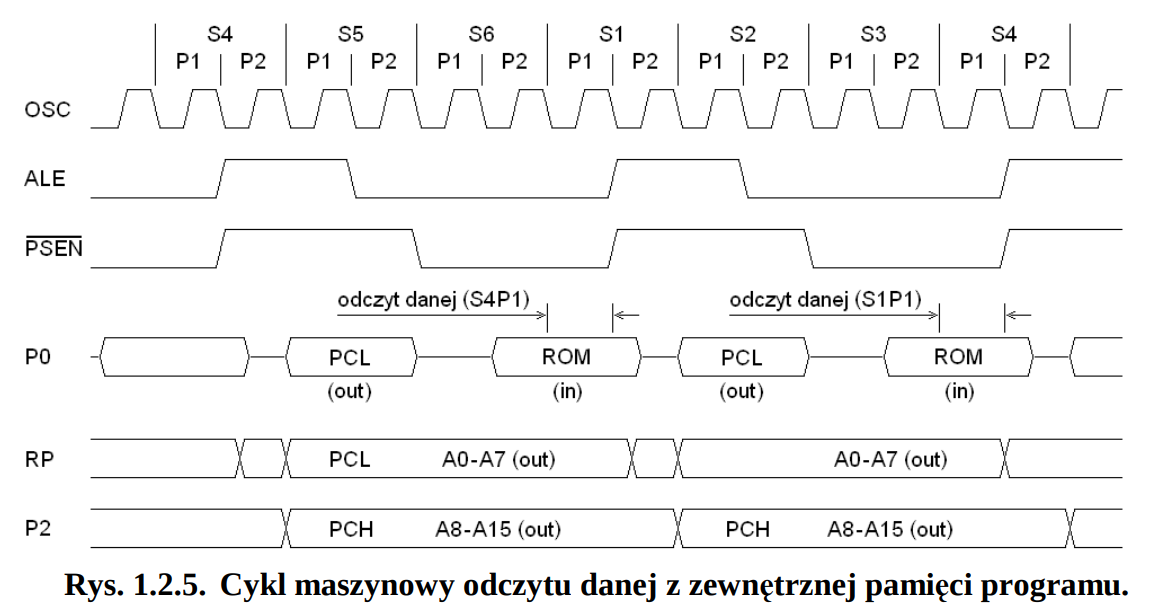 S4 S5 S6 S1 S2 S3 S4
P1 P2 P1 P2 P1 P2 P1 P2 P1 P2 P1 P2 P1 P2
OSC
ALE
PSEN
odczyt danej (S4P1) odczyt danej (S1P1)
P0 PCL ROM PCL ROM
(out) (in) (out) (in)
RP PCL A0-A7 (out) A0-A7 (out)
P2 PCH A8-A15 (out) PCH A8-A15 (out)
Rys. 1.2.5. Cykl maszynowy odczytu danej z zewnętrznej pamięci programu.